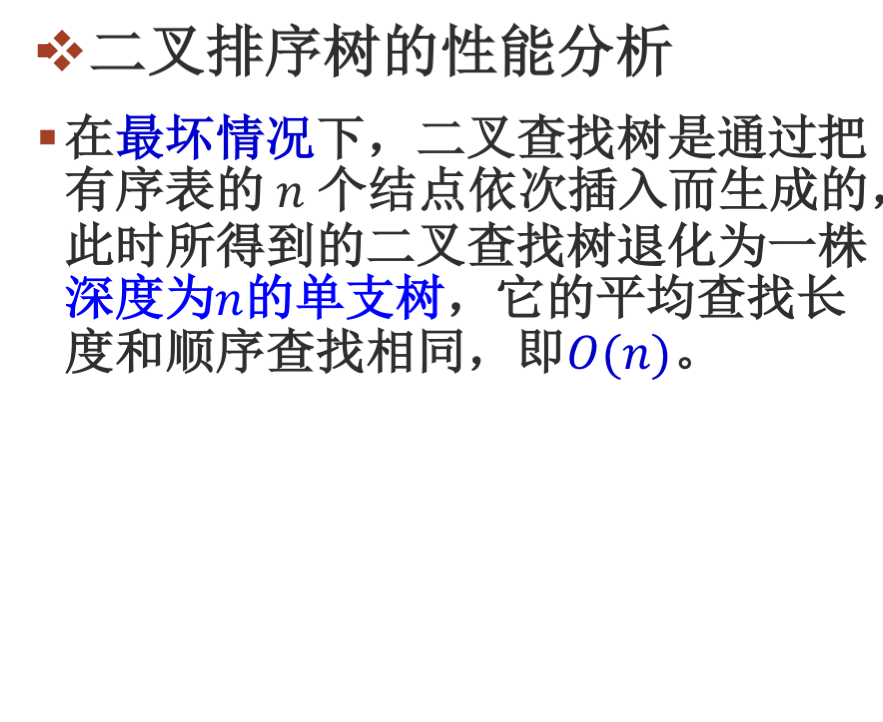 二叉排序树的性能分析
在最坏情况下，二叉查找树是通过把
有序表的 n 个结点依次插入而生成的，
此时所得到的二叉查找树退化为一株
深度为n的单支树，它的平均查找长
度和顺序查找相同，即O(n)。